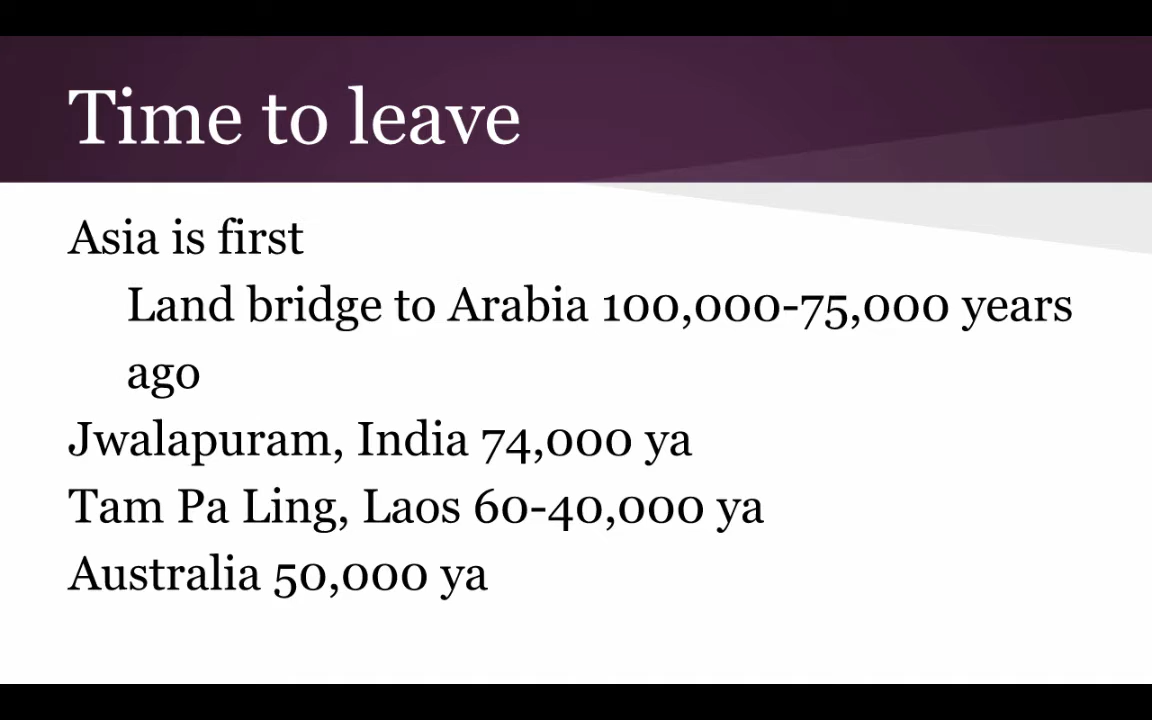 Time to leave
Asia is first
Land bridge to Arabia 100,000-75,000 years
ago
Jwalapuram, India 74,000 ya
Tam Pa Ling, Laos 60-40,000 ya
Australia 50,000 ya